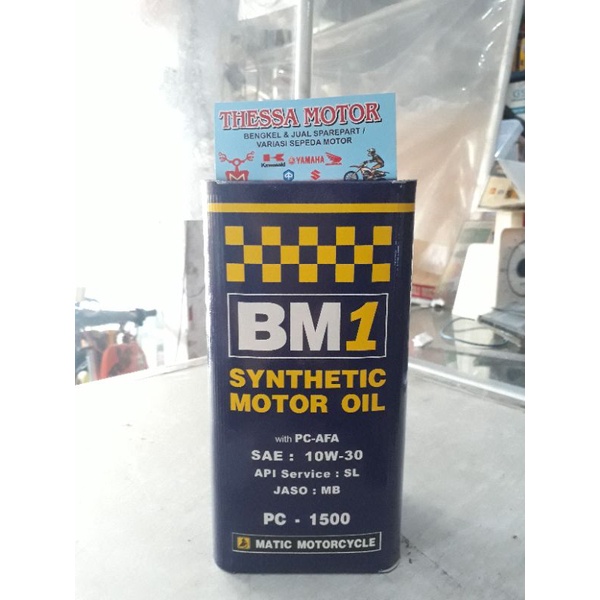 THESSA MOTOR
BENGKEL & JUAL SPAREPART /
VARIASI SEPEDA MOTOR
Kawasaki YAMAHA
BM1
SYNTHETIC
MOTOR OIL
with PC-AFA
SAE : 10W-30
API Service : SL
JASO : MB
PC - 1500
MATIC MOTORCYCLE